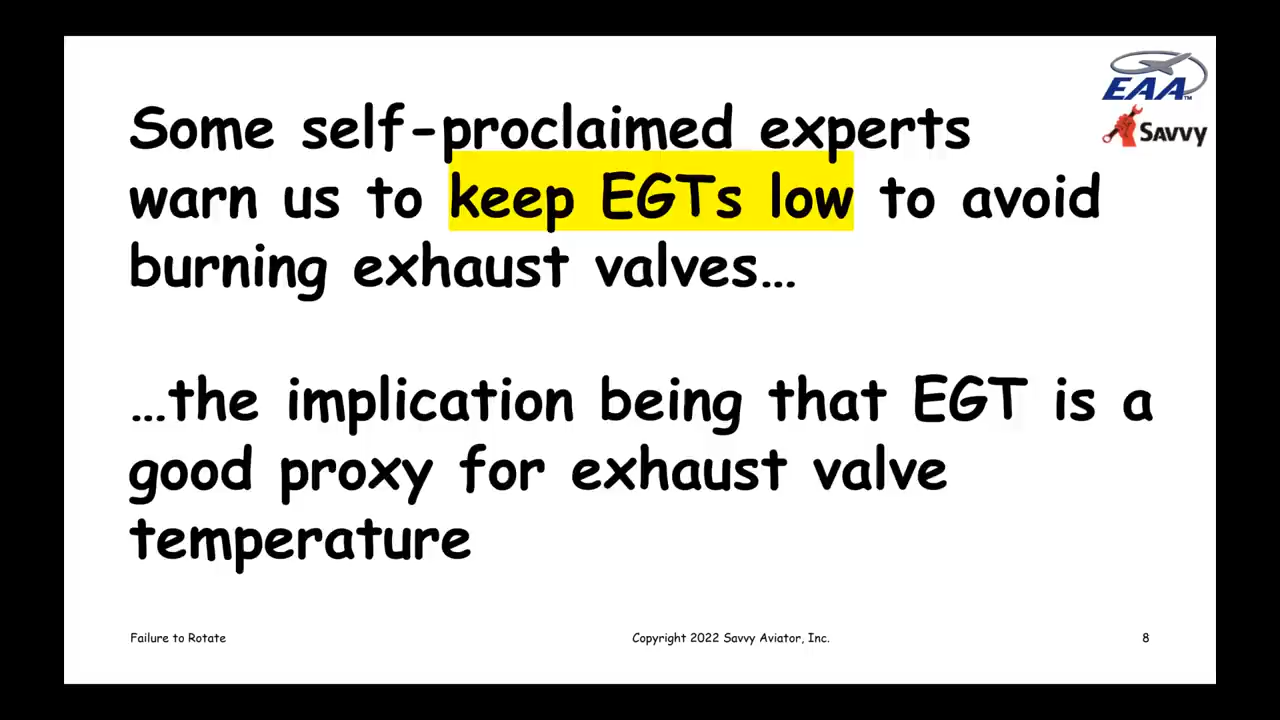 EAA
SAVVY
Some self-proclaimed experts
warn us to keep EGTs low to avoid
burning exhaust valves…
…the implication being that EGT is a
good proxy for exhaust valve
temperature
Failure to Rotate
Copyright 2022 Savvy Aviator, Inc.
8